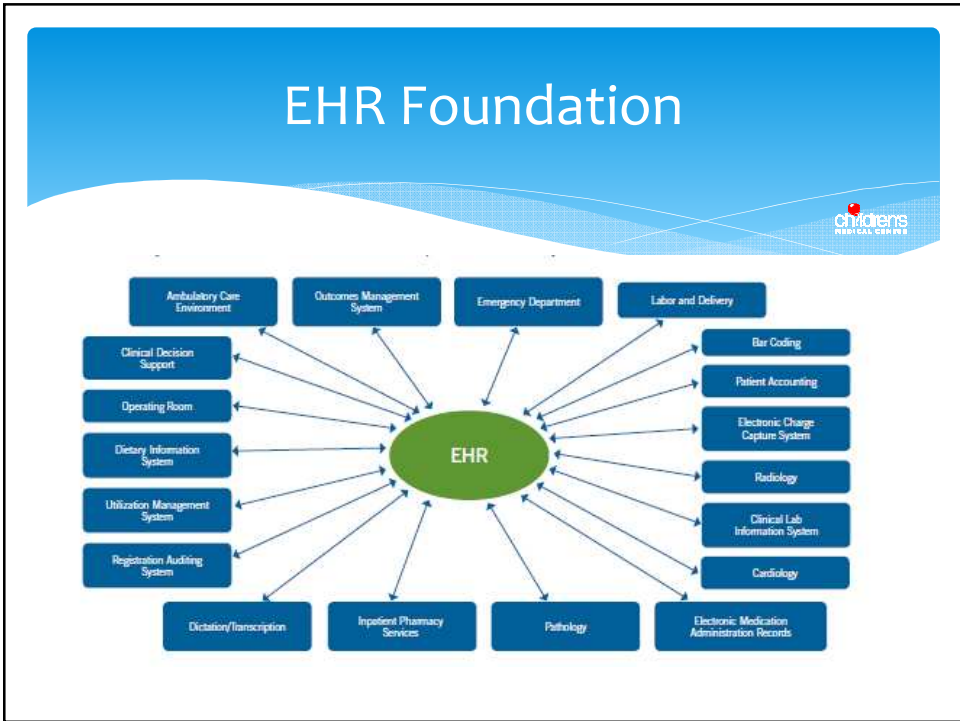 EHR Foundation
children's
MEDICAL CENTER
Ambulatory Care
Environment
Outcomes Management
System
Emergency Department
Labor and Delivery
Clinical Decision
Support
Bar Coding
Patient Accounting
Operating Room
Electronic Charge
Capture System
Dietary Information
System
EHR
Radiology
Utilization Management
System
Clinical Lab
Information System
Registration Auditing
System
Cardiology
Dictation/Transcription
Inpatient Pharmacy
Services
Pathology
Electronic Medication
Administration Records